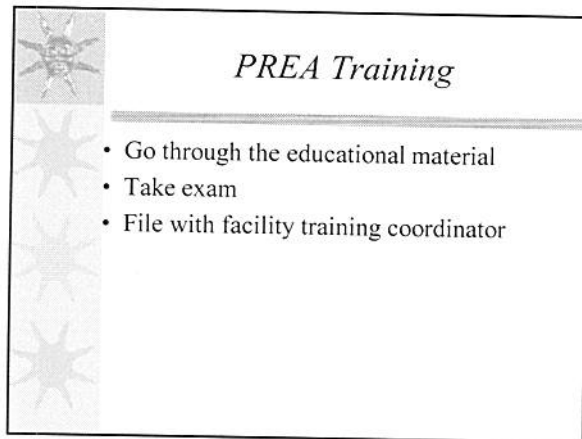 PREA Training
• Go through the educational material
• Take exam
• File with facility training coordinator